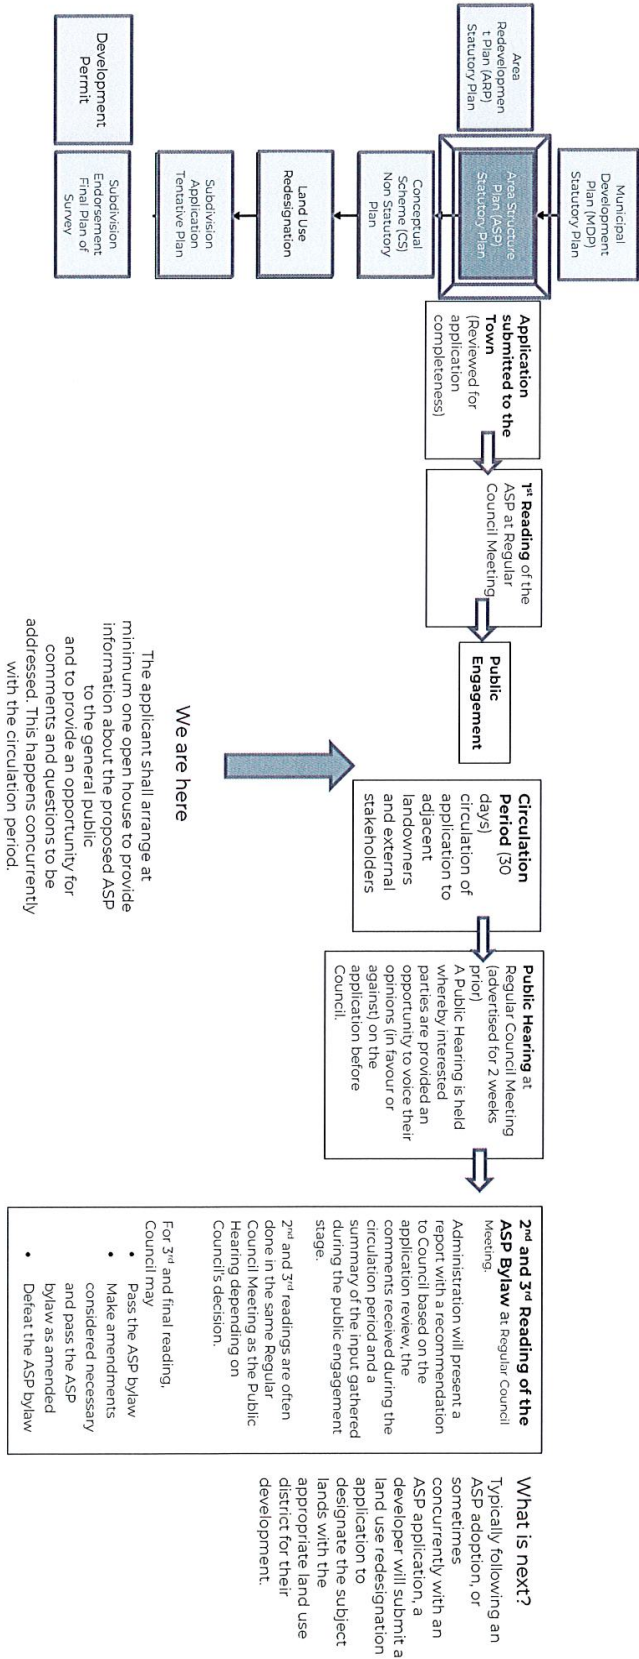 Municipal
Development
Plan (MDP)
Statutory Plan
Area
Redevelopmen
t Plan (ARP)
Statutory Plan
Area Structure
Plan (ASP)
Statutory Plan
Conceptual
Scheme (CS)
Non Statutory
Plan
Land Use
Redesignation
Subdivision
Application
Tentative Plan
Development
Permit
Subdivision
Endorsement
Final Plan of
Survey
Application
submitted to the
Town
(Reviewed for
application
completeness)
1st Reading of the
ASP at Regular
Council Meeting
Public
Engagement
Circulation
Period (30
days)
circulation of
application to
adjacent
landowners
and external
stakeholders
We are here
The applicant shall arrange at
minimum one open house to provide
information about the proposed ASP
to the general public
and to provide an opportunity for
comments and questions to be
addressed. This happens concurrently
with the circulation period.
Public Hearing at
Regular Council Meeting
(advertised for 2 weeks
prior)
A Public Hearing is held
whereby interested
parties are provided an
opportunity to voice their
opinions (in favour or
against) on the
application before
Council.
2nd and 3rd Reading of the
ASP Bylaw at Regular Council
Meeting.
Administration will present a
report with a recommendation
to Council based on the
application review, the
comments received during the
circulation period and a
summary of the input gathered
during the public engagement
stage.
2nd and 3rd readings are often
done in the same Regular
Council Meeting as the Public
Hearing depending on
Council's decision.
For 3rd and final reading,
Council may
• Pass the ASP bylaw
• Make amendments
considered necessary
and pass the ASP
bylaw as amended
• Defeat the ASP bylaw
What is next?
Typically following an
ASP adoption, or
sometimes
concurrently with an
ASP application, a
developer will submit a
land use redesignation
application to
designate the subject
lands with the
appropriate land use
district for their
development.